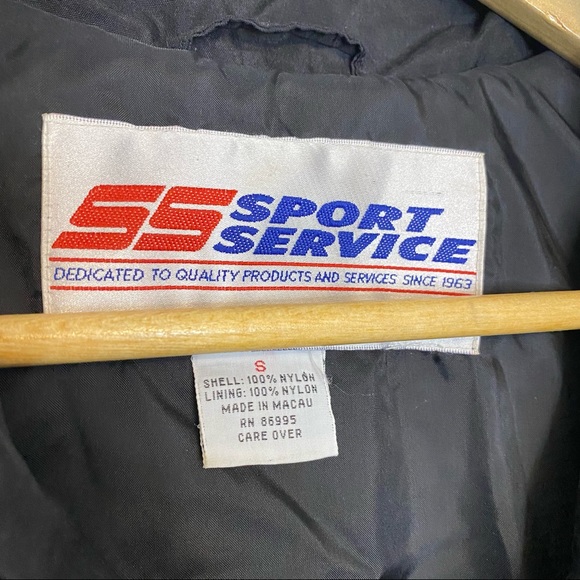 SS SPORT
SERVICE
DEDICATED TO QUALITY PRODUCTS AND SERVICES SINCE 1963
S
SHELL: 100% NYLON
LINING: 100% NYLON
MADE IN MACAU
RN 86995
CARE OVER